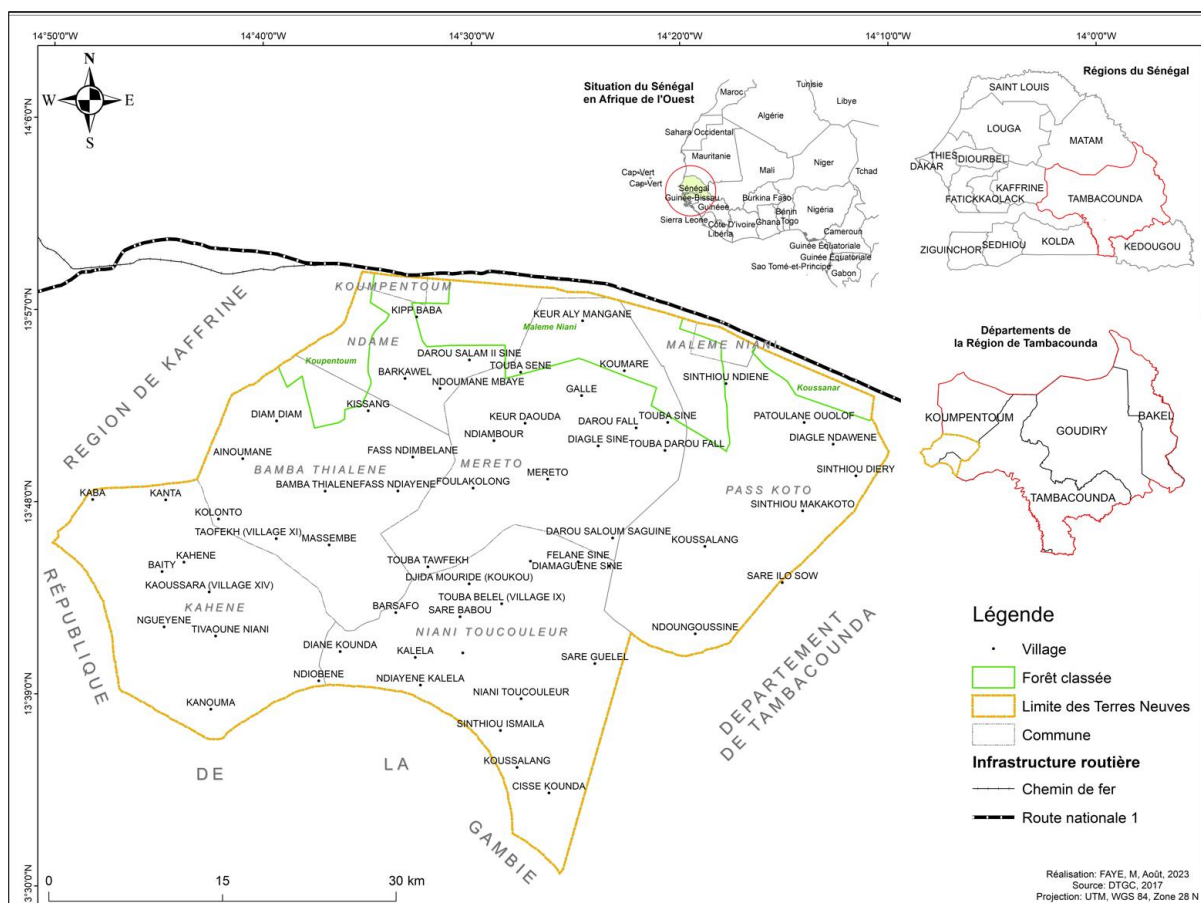 14°50'0"W
14°40'0"W
14°30'0"W
14°20'0"W
14°10'0"W
14°0'0"W
14°6'0"N
13°57'0"N
13°48'0"N
13°39'0"N
13°30'0"N
N
W
E
S
Situation du Sénégal
en Afrique de l'Ouest
Maroc
Tunisie
Algérie
Libye
Sahara Occidental
Mauritanie
Mali
Niger
Tchad
Cap-Vert
Cap-Vert
Sénégal
Guinée-Bissau
Guinéee
Burkina Faso
Bénin
Togo
Nigéria
Sierra Leone
Côte D'ivoire
Ghana
Libéria
Cameroun
Guinée Équatoriale
Guinée Équatoriale
Sao Tomé-et-Principe
Gabon
Régions du Sénégal
SAINT LOUIS
LOUGA
MATAM
THIES
DAKAR
DIOURBEL
KAFFRINE
FATICK
KAOLACK
TAMBACOUNDA
ZIGUINCHOR
SEDHIOU
KOLDA
KEDOUGOU
Départements de
la Région de Tambacounda
KOUMPENTOUM
BAKEL
GOUDIRY
TAMBACOUNDA
REGION DE KAFFRINE
KOUMPENTOUM
KIPP BABA
KEUR ALY MANGANE
Maleme Niani
NDAME
MALEME NIANI
DAROU SALAM II SINE
Koupentoum
TOUBA SENE
KOUMARE
BARKAWEL
NDOUMANE MBAYE
SINTHIOU NDIENE
Koussanar
GALLE
KISSANG
DIAM DIAM
KEUR DAOUDA
DAROU FALL
TOUBA SINE
PATOULANE OUOLOF
NDIAMBOUR
DIAGLE SINE
TOUBA DAROU FALL
DIAGLE NDAWENE
AINOUMANE
FASS NDIMBELANE
BAMBA THIALENE
MERETO
MERETO
SINTHIOU DIERY
BAMBA THIALENE
FASS NDIAYENE
FOULAKOLONG
PASS KOTO
KABA
KANTA
SINTHIOU MAKAKOTO
KOLONTO
TAOFEKH (VILLAGE XI)
MASSEMBE
DAROU SALOUM SAGUINE
KOUSSALANG
KAHENE
BAITY
TOUBA TAWFEKH
FELANE SINE
DIAMAGUENE SINE
DJIDA MOURIDE (KOUKOU)
SARE ILO SOW
KAOUSSARA (VILLAGE XIV)
TOUBA BELEL (VILLAGE IX)
KAHENE
BARSAFO
SARE BABOU
NGUEYENE
TIVAOUNE NIANI
NIANI TOUCOULEUR
NDOUNGOUSSINE
DIANE KOUNDA
KALELA
SARE GUELEL
NDIOBENE
NDIAYENE KALELA
NIANI TOUCOULEUR
KANOUMA
SINTHIOU ISMAILA
KOUSSALANG
CISSE KOUNDA
RÉPUBLIQUE
DE
LA
GAMBIE
DEPARTEMENT
DE TAMBACOUNDA
0
15
30 km
Légende
Village
Forêt classée
Limite des Terres Neuves
Commune
Infrastructure routière
Chemin de fer
Route nationale 1
Réalisation: FAYE, M, Août, 2023
Source: DTGC, 2017
Projection: UTM, WGS 84, Zone 28 N